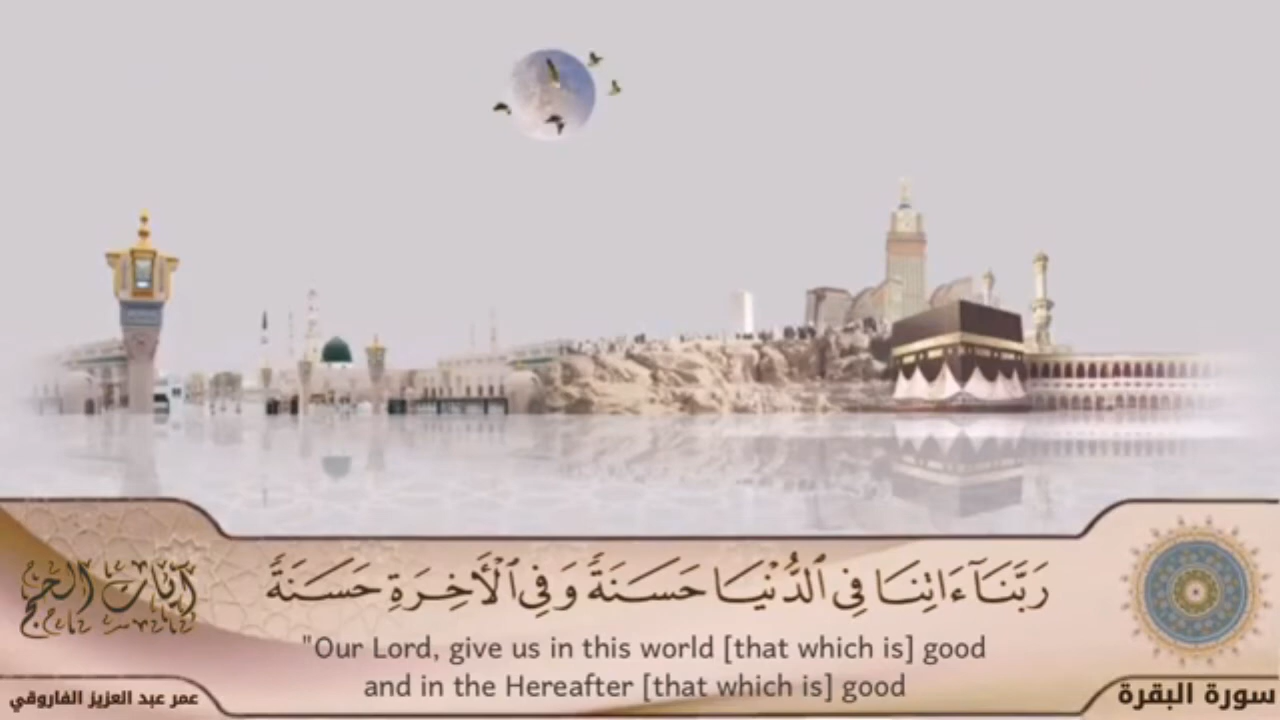 رَبَّنَآ ءَاتِنَا فِي ٱلدُّنْيَا حَسَنَةً وَفِي ٱلْأَخِرَةِ حَسَنَةً
"Our Lord, give us in this world [that which is] good
and in the Hereafter [that which is] good
آيات الحج
عمر عبد العزيز الفاروقي
سورة البقرة